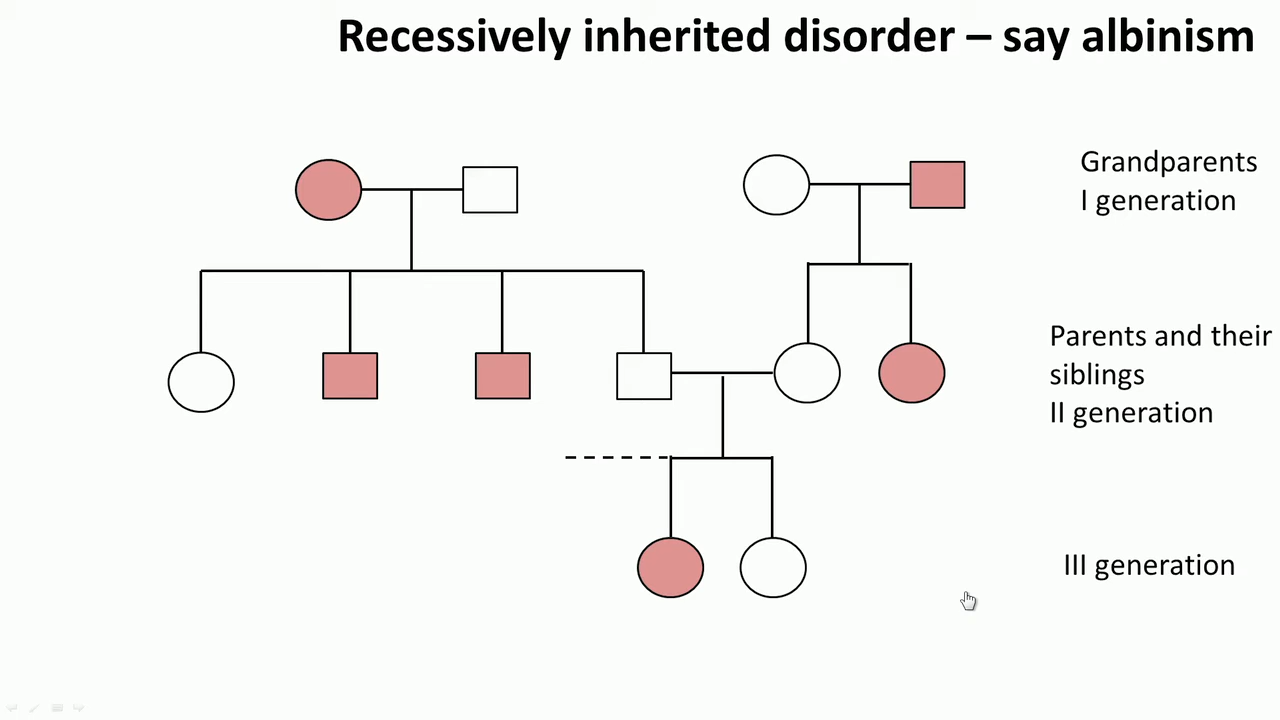 Recessively inherited disorder – say albinism
Grandparents
I generation
Parents and their
siblings
II generation
III generation